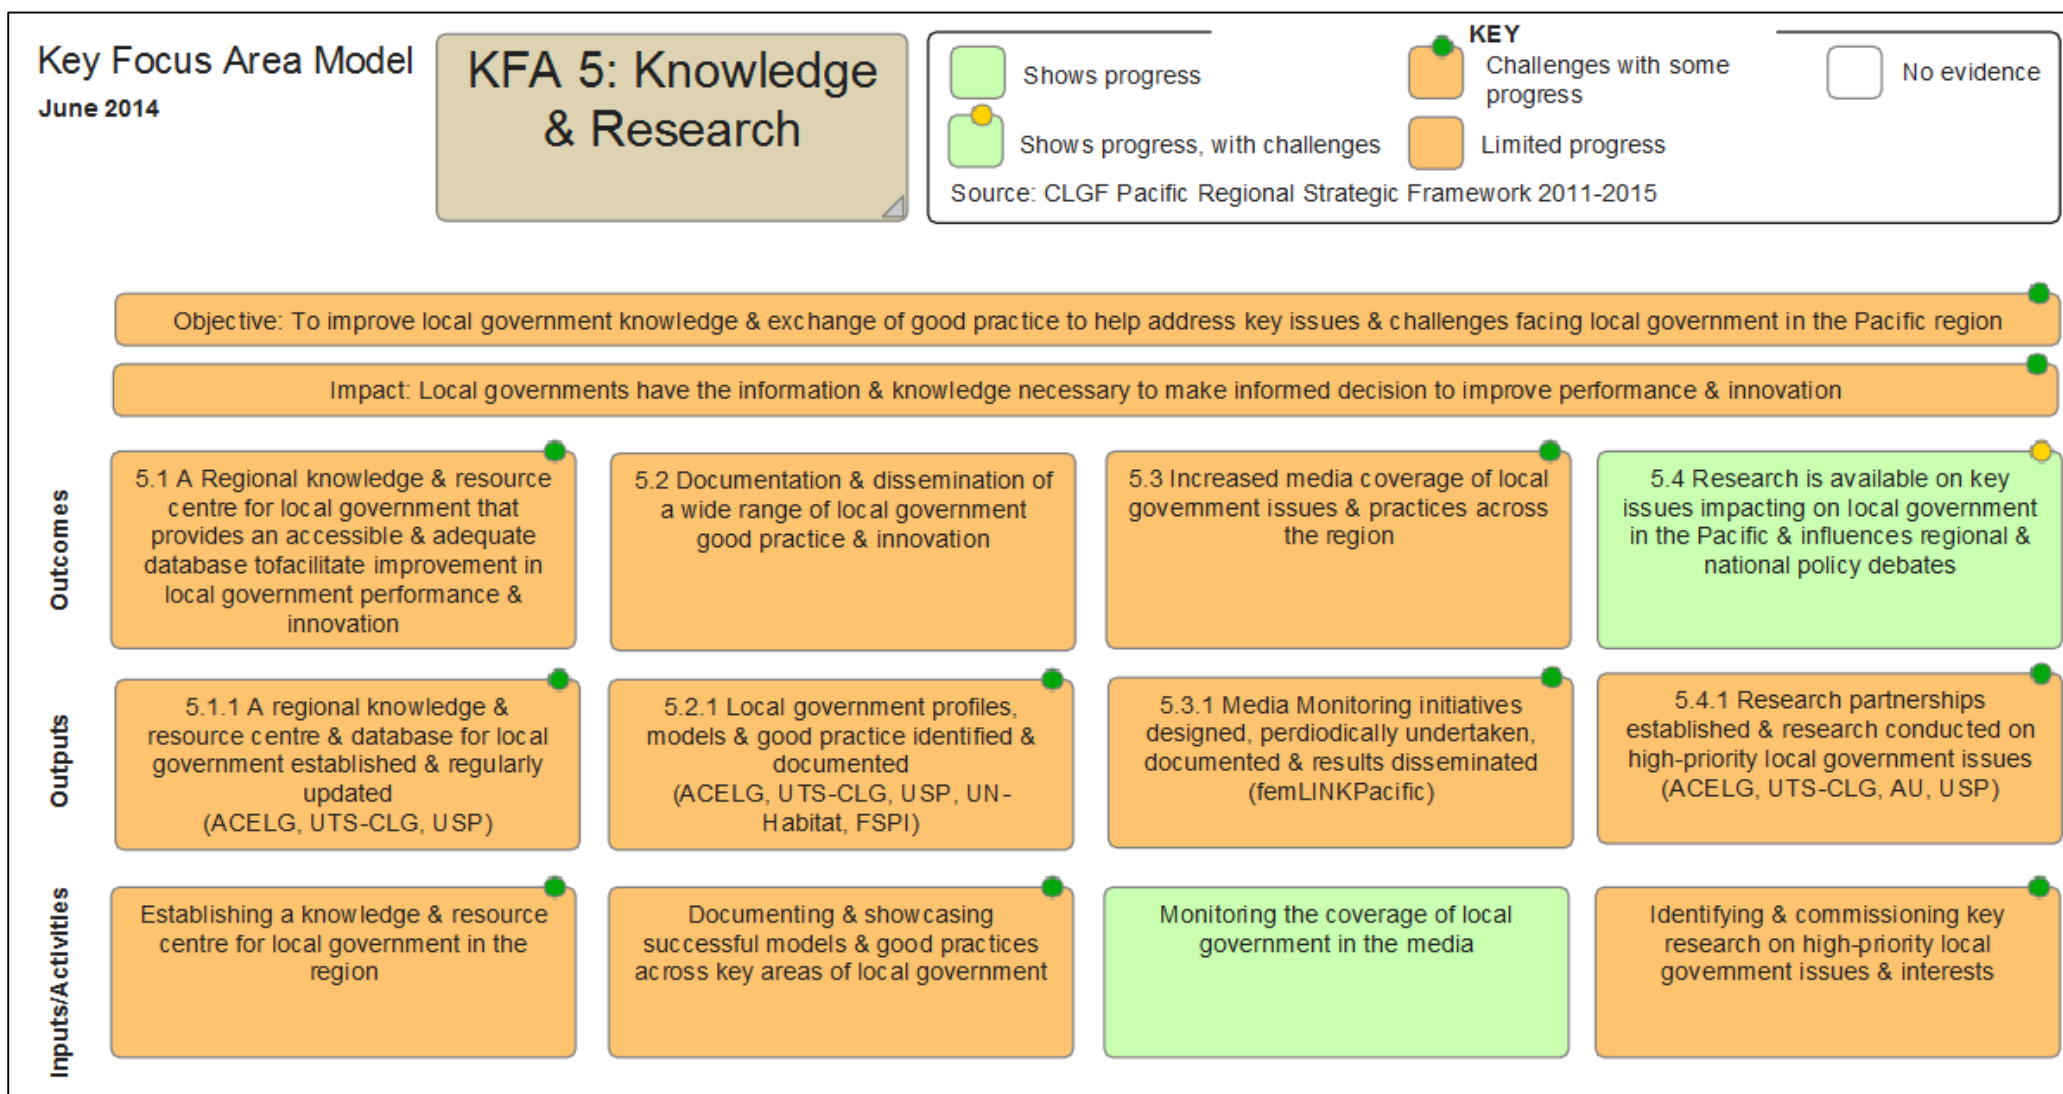 Key Focus Area Model
June 2014
KFA 5: Knowledge
& Research
KEY
Shows progress
Challenges with some
progress
No evidence
Shows progress, with challenges
Limited progress
Source: CLGF Pacific Regional Strategic Framework 2011-2015
Objective: To improve local government knowledge & exchange of good practice to help address key issues & challenges facing local government in the Pacific region
Impact: Local governments have the information & knowledge necessary to make informed decision to improve performance & innovation
Outcomes
5.1 A Regional knowledge & resource
centre for local government that
provides an accessible & adequate
database tofacilitate improvement in
local government performance &
innovation
5.2 Documentation & dissemination of
a wide range of local government
good practice & innovation
5.3 Increased media coverage of local
government issues & practices across
the region
5.4 Research is available on key
issues impacting on local government
in the Pacific & influences regional &
national policy debates
Outputs
5.1.1 A regional knowledge &
resource centre & database for local
government established & regularly
updated
(ACELG, UTS-CLG, USP)
5.2.1 Local government profiles,
models & good practice identified &
documented
(ACELG, UTS-CLG, USP, UN-
Habitat, FSPI)
5.3.1 Media Monitoring initiatives
designed, perdiodically undertaken,
documented & results disseminated
(femLINKPacific)
5.4.1 Research partnerships
established & research conducted on
high-priority local government issues
(ACELG, UTS-CLG, AU, USP)
Inputs/Activities
Establishing a knowledge & resource
centre for local government in the
region
Documenting & showcasing
successful models & good practices
across key areas of local government
Monitoring the coverage of local
government in the media
Identifying & commissioning key
research on high-priority local
government issues & interests